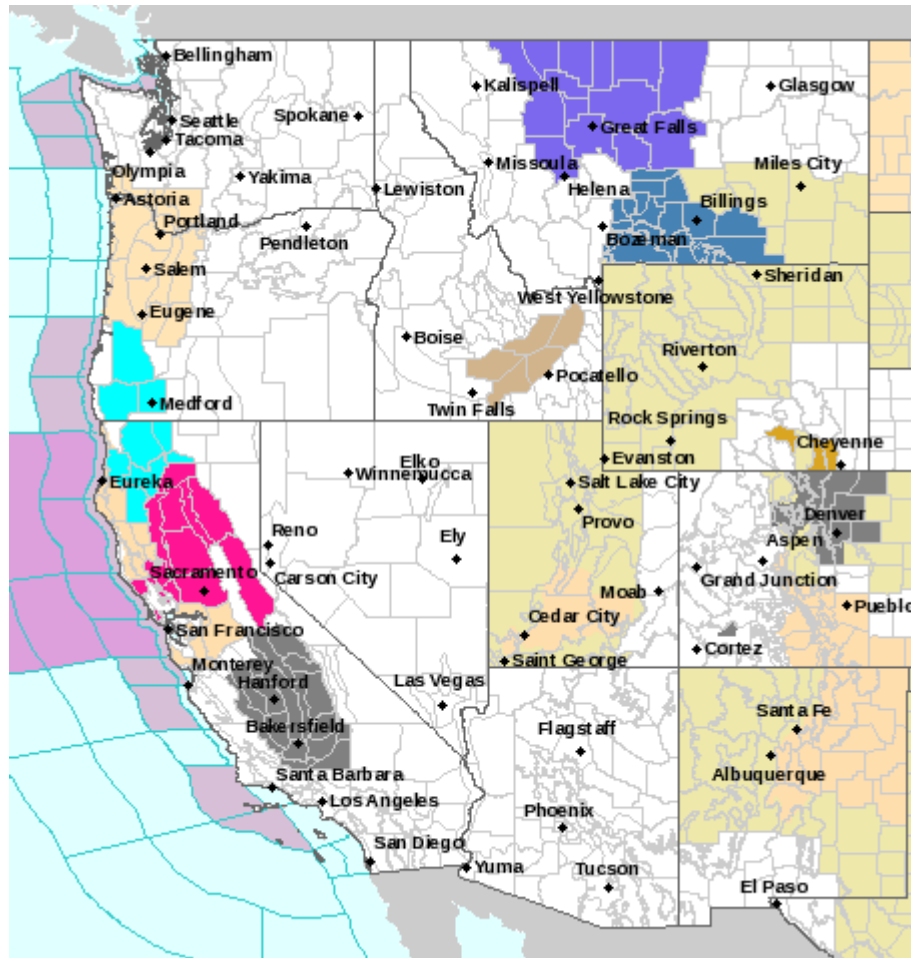 Bellingham
Kalispell
Glasgow
Seattle
Spokane
Great Falls
Tacoma
Missoula
Miles City
Olympia
Yakima
Lewiston
Helena
Astoria
Billings
Portland
Pendleton
Bozeman
Salem
Sheridan
West Yellowstone
Eugene
Boise
Riverton
Pocatello
Medford
Twin Falls
Rock Springs
Cheyenne
Elko
Evanston
Eureka
Winnemucca
Salt Lake City
Provo
Denver
Reno
Ely
Aspen
Sacramento
Carson City
Moab
Grand Junction
Pueblo
Cedar City
San Francisco
Cortez
Saint George
Monterey
Hanford
Las Vegas
Santa Fe
Bakersfield
Flagstaff
Albuquerque
Santa Barbara
Los Angeles
Phoenix
San Diego
Yuma
Tucson
El Paso